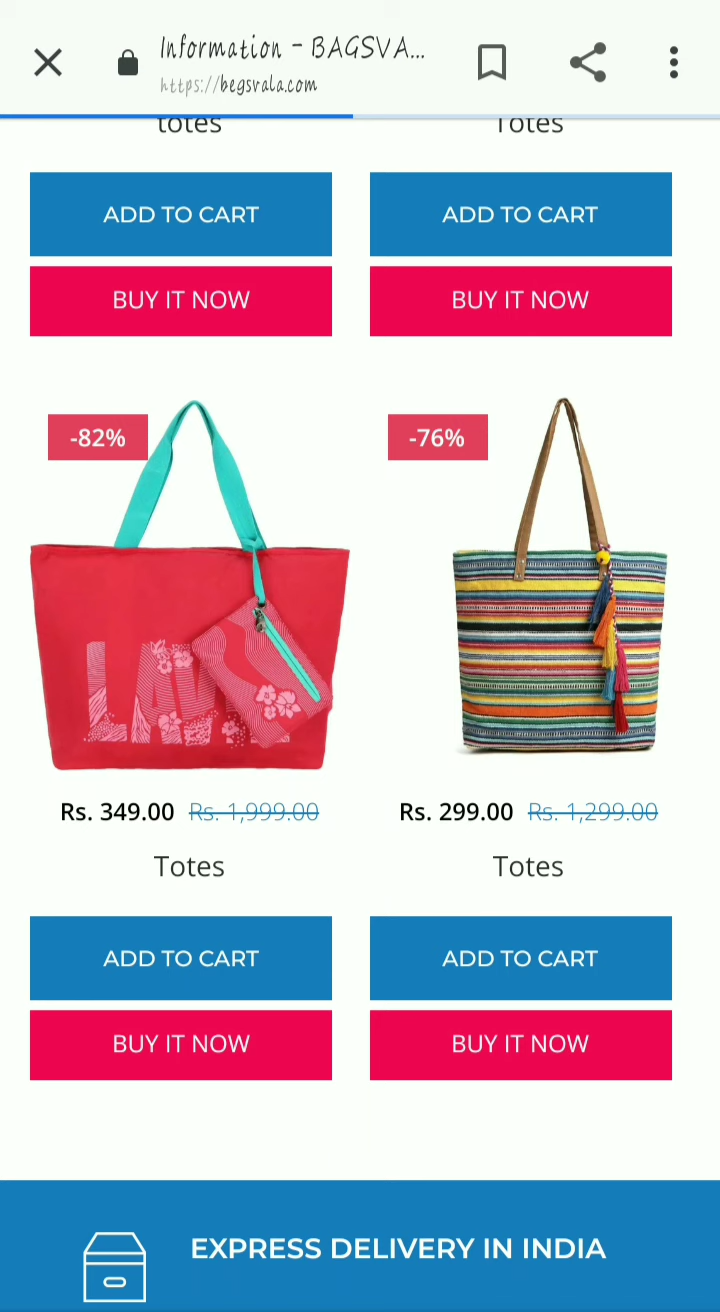 Information - BAGSVA...
https://begsvala.com
totes
Totes
ADD TO CART
ADD TO CART
BUY IT NOW
BUY IT NOW
-82%
-76%
Rs. 349.00 Rs. 1,999.00
Rs. 299.00 Rs. 1,299.00
Totes
Totes
ADD TO CART
ADD TO CART
BUY IT NOW
BUY IT NOW
EXPRESS DELIVERY IN INDIA